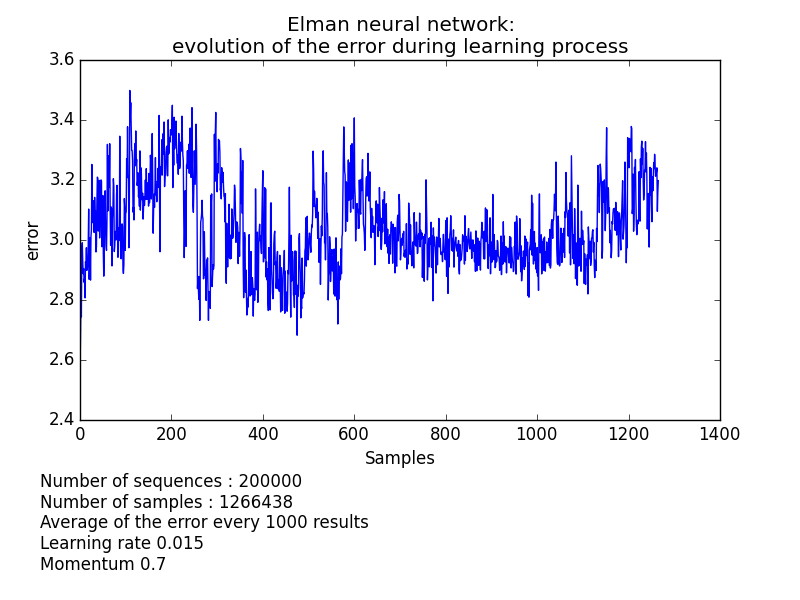 Elman neural network:
evolution of the error during learning process
3.6
3.4
3.2
3.0
2.8
2.6
2.4
error
0 200 400 600 800 1000 1200 1400
Samples
Number of sequences : 200000
Number of samples : 1266438
Average of the error every 1000 results
Learning rate 0.015
Momentum 0.7